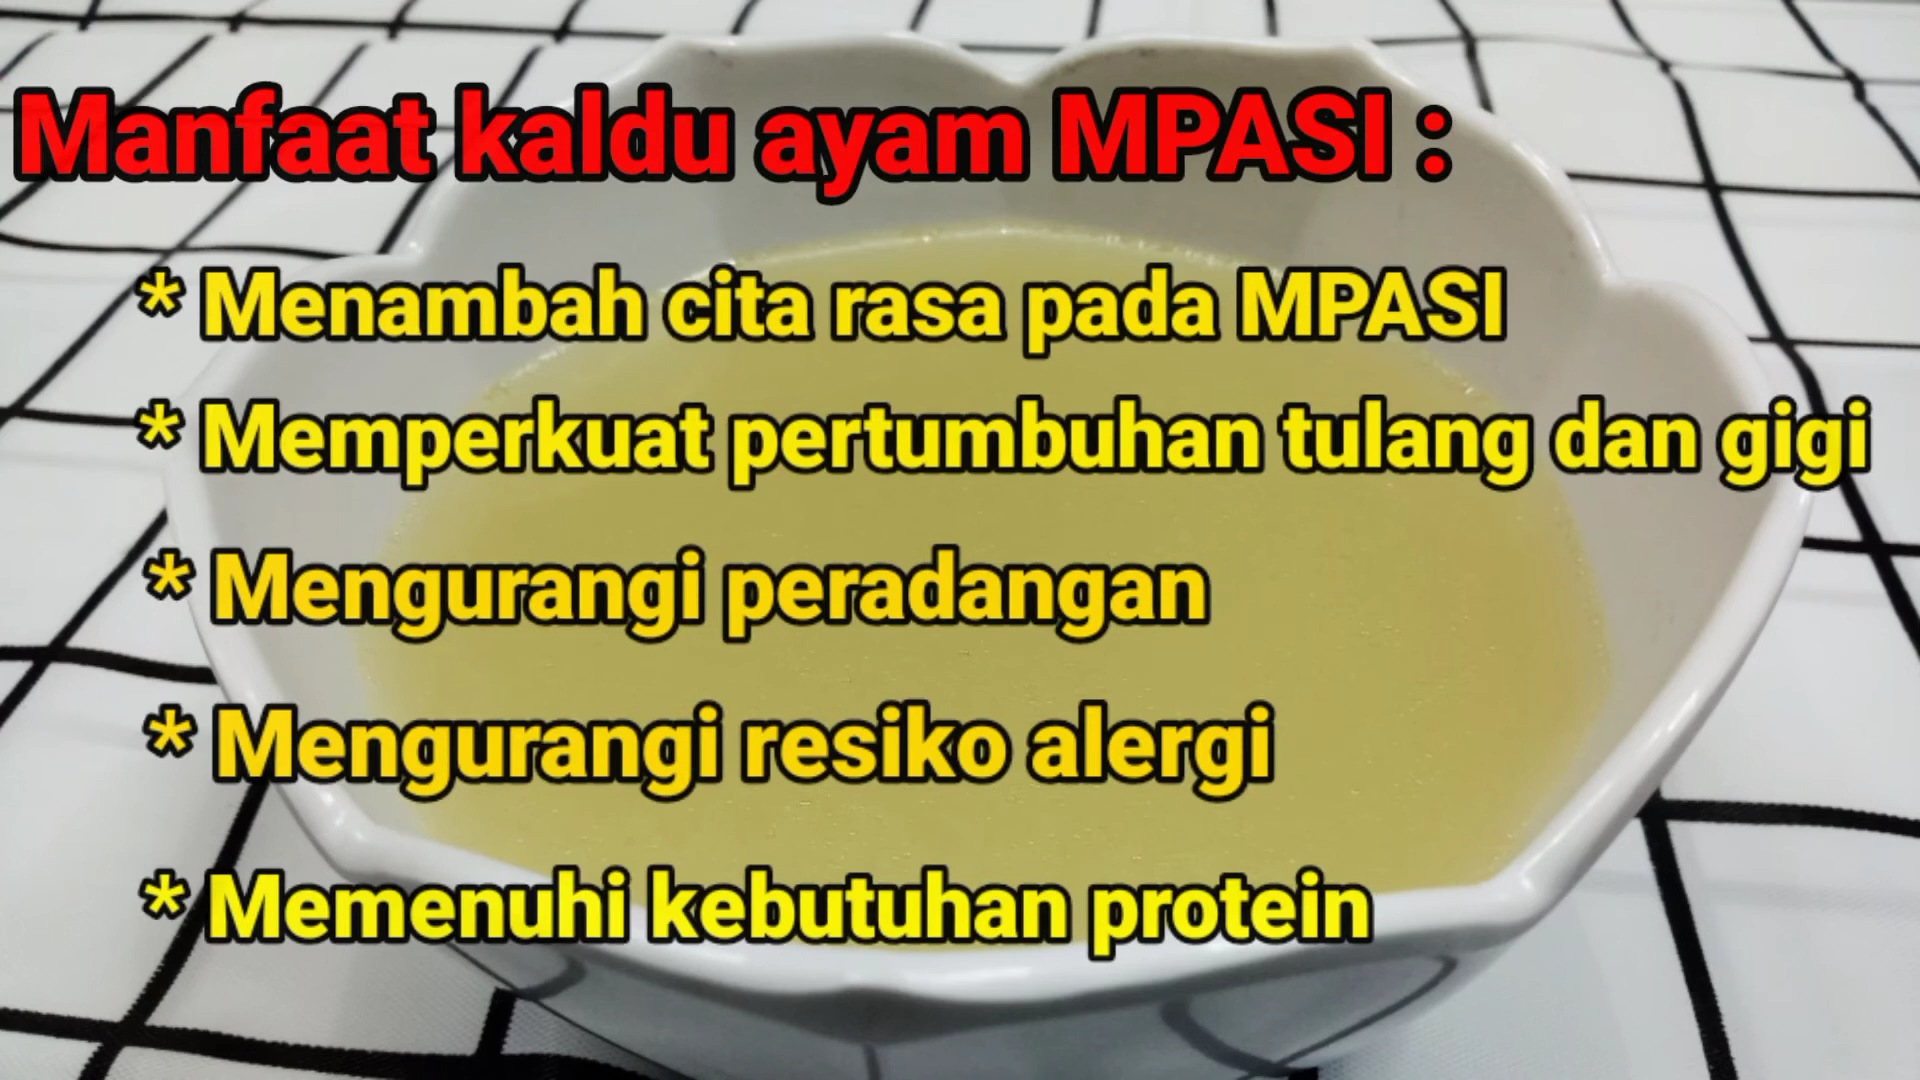 Manfaat kaldu ayam MPASI :
* Menambah cita rasa pada MPASI
* Memperkuat pertumbuhan tulang dan gigi
* Mengurangi peradangan
* Mengurangi resiko alergi
* Memenuhi kebutuhan protein